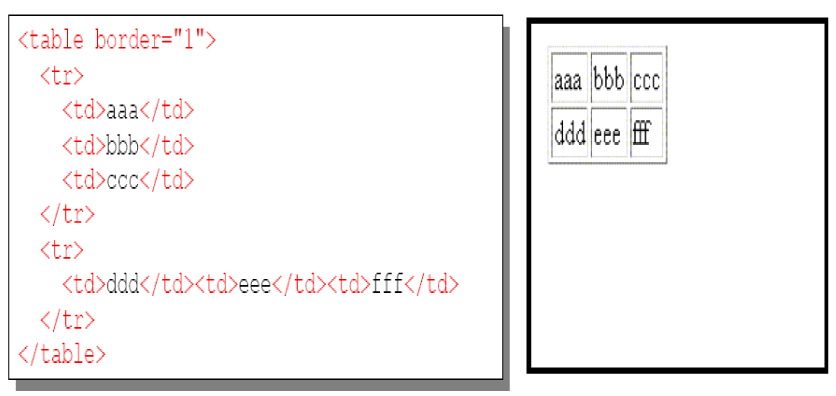 <table border="1">
  <tr>
    <td>aaa</td>
    <td>bbb</td>
    <td>ccc</td>
  </tr>
  <tr>
    <td>ddd</td><td>eee</td><td>fff</td>
  </tr>
</table>
aaa bbb ccc
ddd eee fff